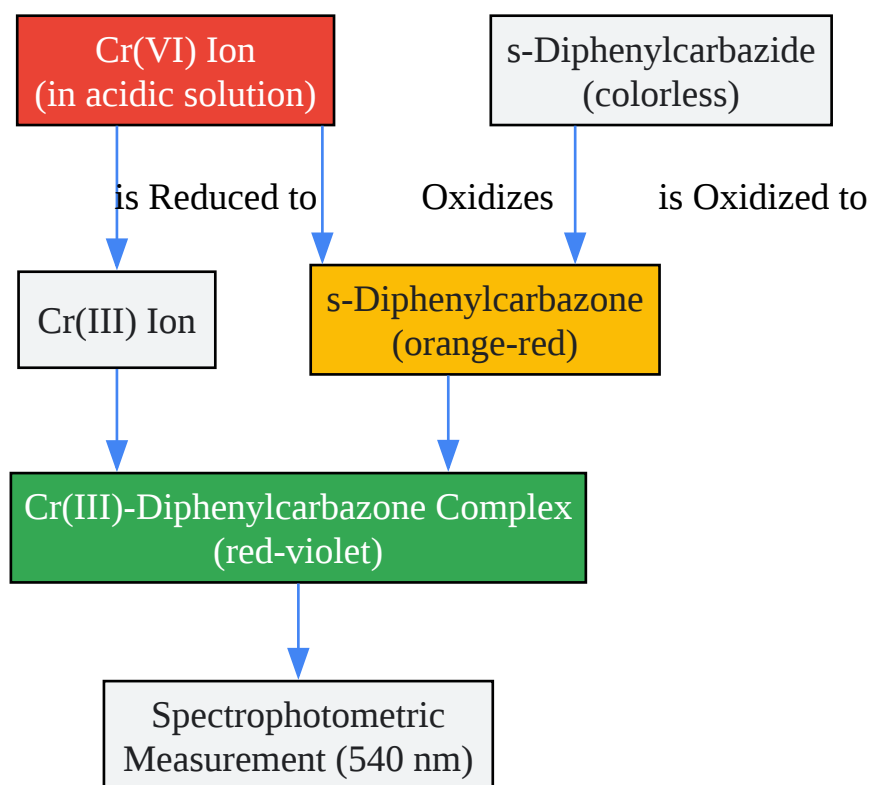 Cr(VI) Ion
(in acidic solution)
s-Diphenylcarbazide
(colorless)
is Reduced to
Oxidizes
is Oxidized to
Cr(III) Ion
s-Diphenylcarbazone
(orange-red)
Cr(III)-Diphenylcarbazone Complex
(red-violet)
Spectrophotometric
Measurement (540 nm)